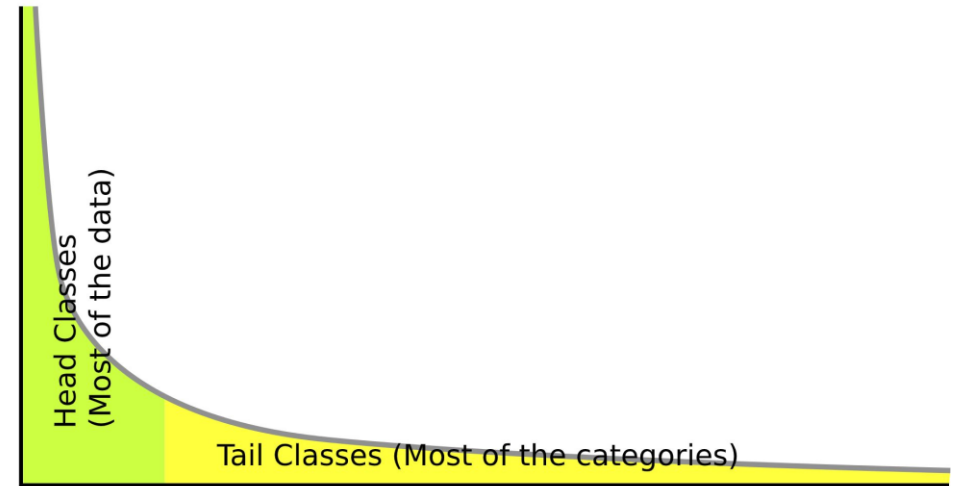 Head Classes
(Most of the data)
Tail Classes (Most of the categories)